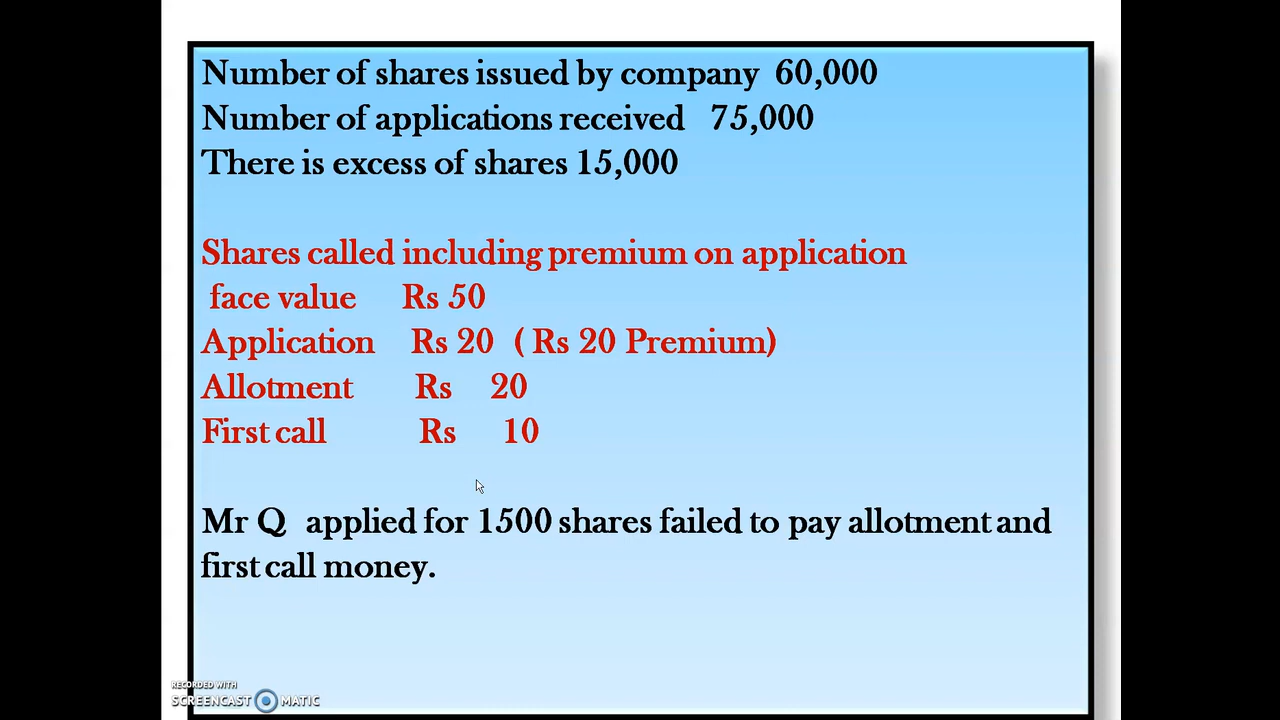 Number of shares issued by company 60,000
Number of applications received 75,000
There is excess of shares 15,000
Shares called including premium on application
face value Rs 50
Application Rs 20 ( Rs 20 Premium)
Allotment Rs 20
First call Rs 10
Mr Q applied for 1500 shares failed to pay allotment and
first call money.
RECORDED WITH
SCREENCAST MATIC